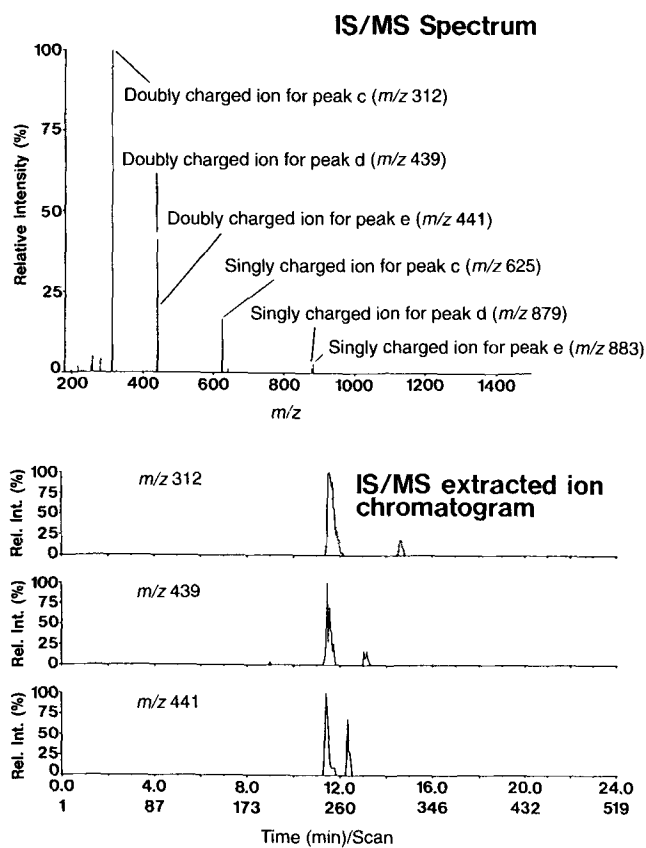 IS/MS Spectrum
100
Doubly charged ion for peak c (m/z 312)
75
Doubly charged ion for peak d (m/z 439)
50
Doubly charged ion for peak e (m/z 441)
Singly charged ion for peak c (m/z 625)
25
Singly charged ion for peak d (m/z 879)
Singly charged ion for peak e (m/z 883)
0
Relative Intensity (%)
200 400 600 800 1000 1200 1400
m/z
IS/MS extracted ion
chromatogram
Rel. Int. (%)
100
75
50
25
0
m/z 312
Rel. Int. (%)
100
75
50
25
0
m/z 439
Rel. Int. (%)
100
75
50
25
0
m/z 441
0.0 4.0 8.0 12.0 16.0 20.0 24.0
1 87 173 260 346 432 519
Time (min)/Scan